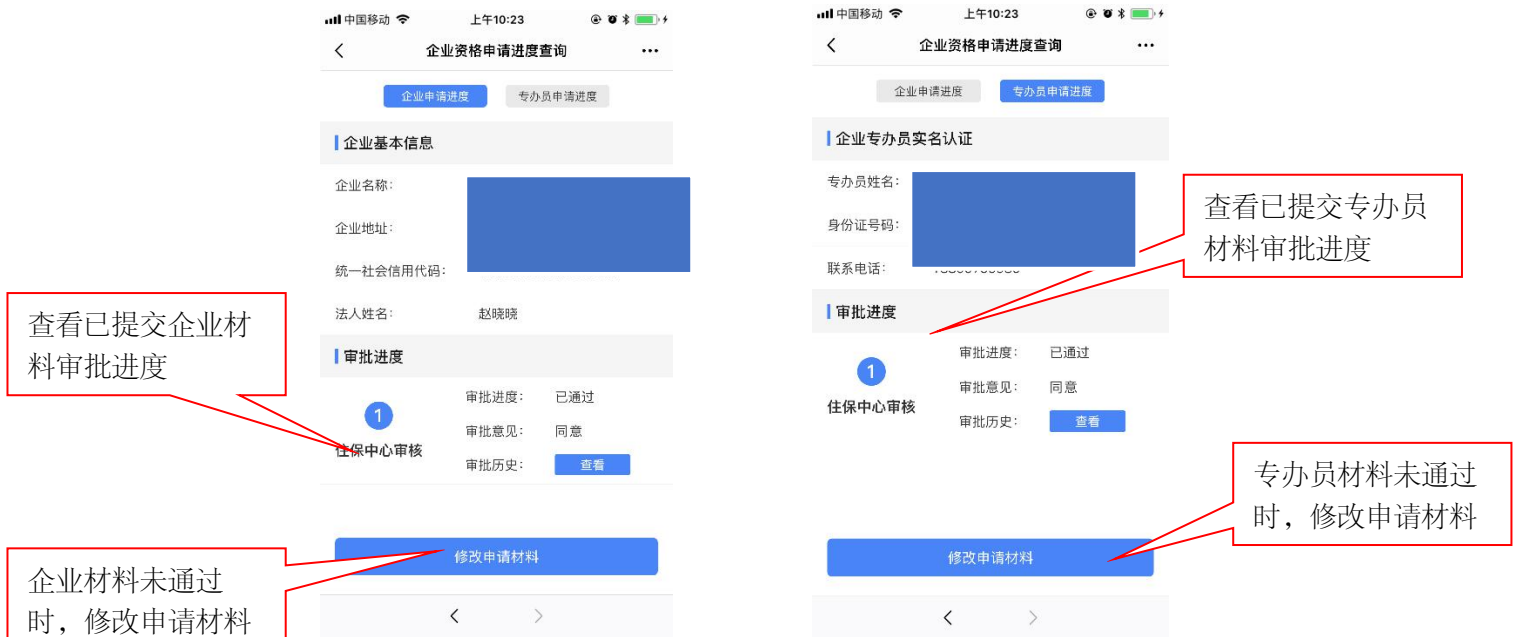 中国移动 上午10:23
企业资格申请进度查询
企业申请进度 专办员申请进度
企业基本信息
企业名称：
企业地址：
统一社会信用代码：
法人姓名： 赵晓晓
审批进度
1
住保中心审核
审批进度： 已通过
审批意见： 同意
审批历史： 查看
修改申请材料
查看已提交企业材
料审批进度
企业材料未通过
时，修改申请材料
中国移动 上午10:23
企业资格申请进度查询
企业申请进度 专办员申请进度
企业专办员实名认证
专办员姓名：
身份证号码：
联系电话：
审批进度
1
住保中心审核
审批进度： 已通过
审批意见： 同意
审批历史： 查看
修改申请材料
查看已提交专办员
材料审批进度
专办员材料未通过
时，修改申请材料